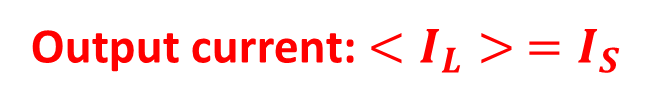 Output current: < I_L > = I_S